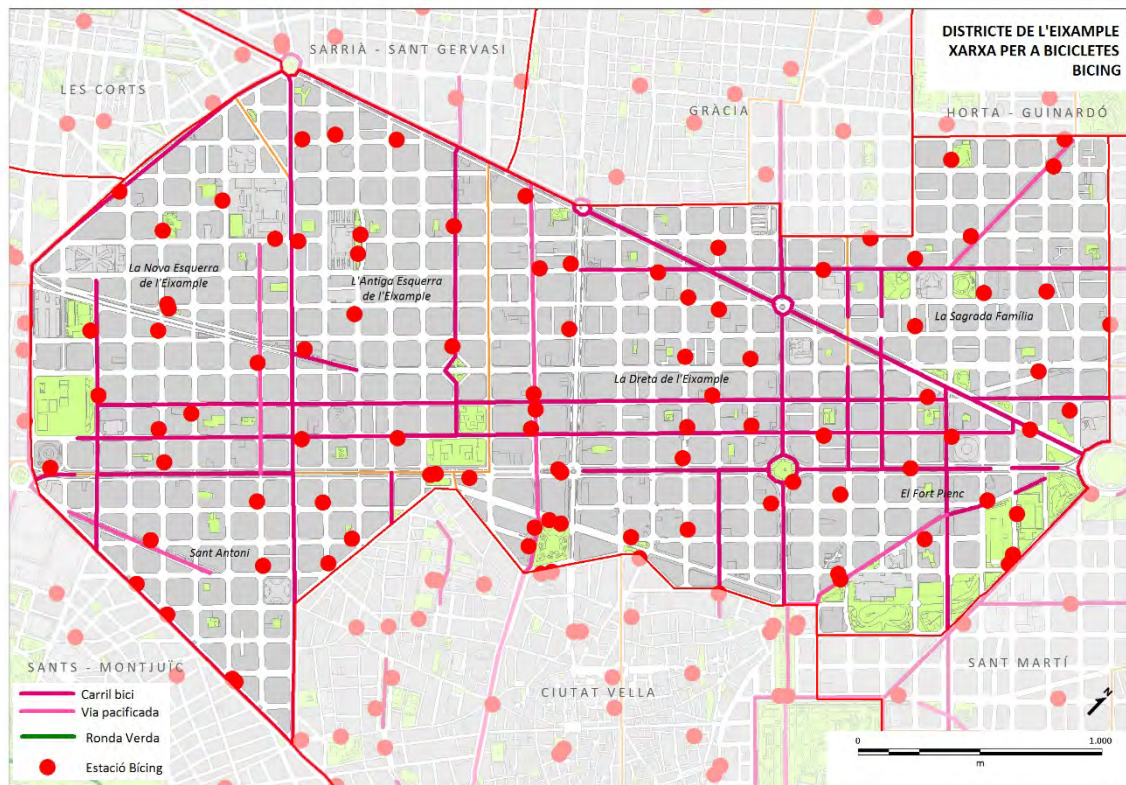 DISTRICTE DE L'EIXAMPLE
XARXA PER A BICICLETES
BICING
SARRIÀ - SANT GERVASI
LES CORTS
GRÀCIA
HORTA - GUINARDÓ
La Nova Esquerra
de l'Eixample
L'Antiga Esquerra
de l'Eixample
La Sagrada Família
La Dreta de l'Eixample
El Fort Pienc
Sant Antoni
SANTS - MONTJUÏC
CIUTAT VELLA
SANT MARTÍ
Carril bici
Via pacificada
Ronda Verda
Estació Bícing
N
0
1.000
m